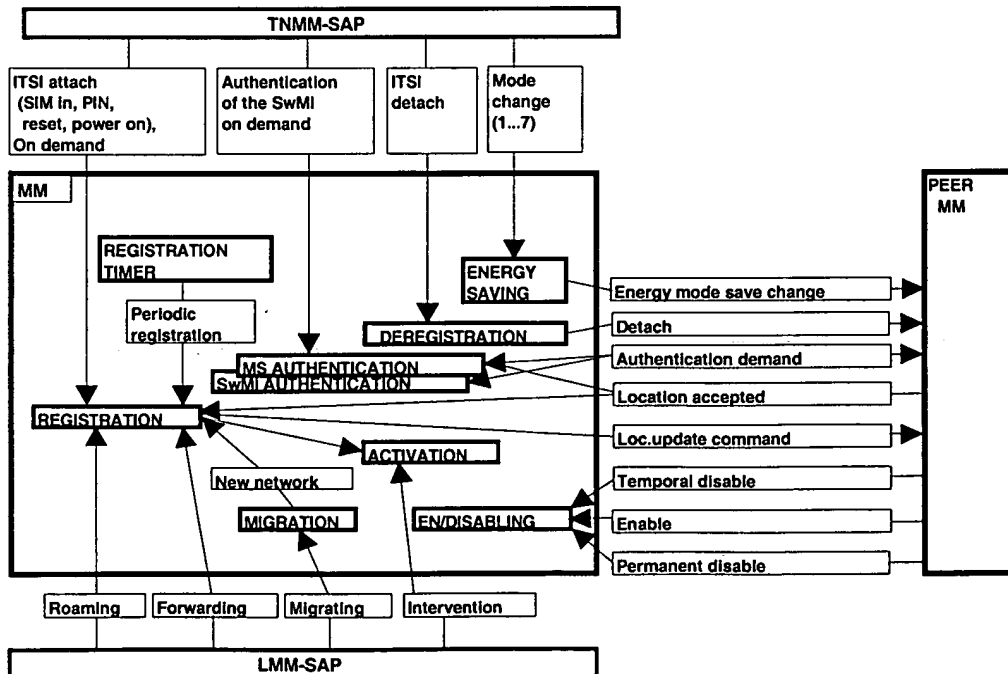 TNMM-SAP
ITSI attach
(SIM in, PIN,
reset, power on),
On demand
Authentication
of the SwMI
on demand
ITSI
detach
Mode
change
(1...7)
MM
PEER
MM
REGISTRATION
TIMER
ENERGY
SAVING
Energy mode save change
Periodic
registration
DEREGISTRATION
Detach
MS AUTHENTICATION
Authentication demand
SwMI AUTHENTICATION
Location accepted
REGISTRATION
Loc.update command
ACTIVATION
New network
Temporal disable
MIGRATION
EN/DISABLING
Enable
Permanent disable
Roaming
Forwarding
Migrating
Intervention
LMM-SAP